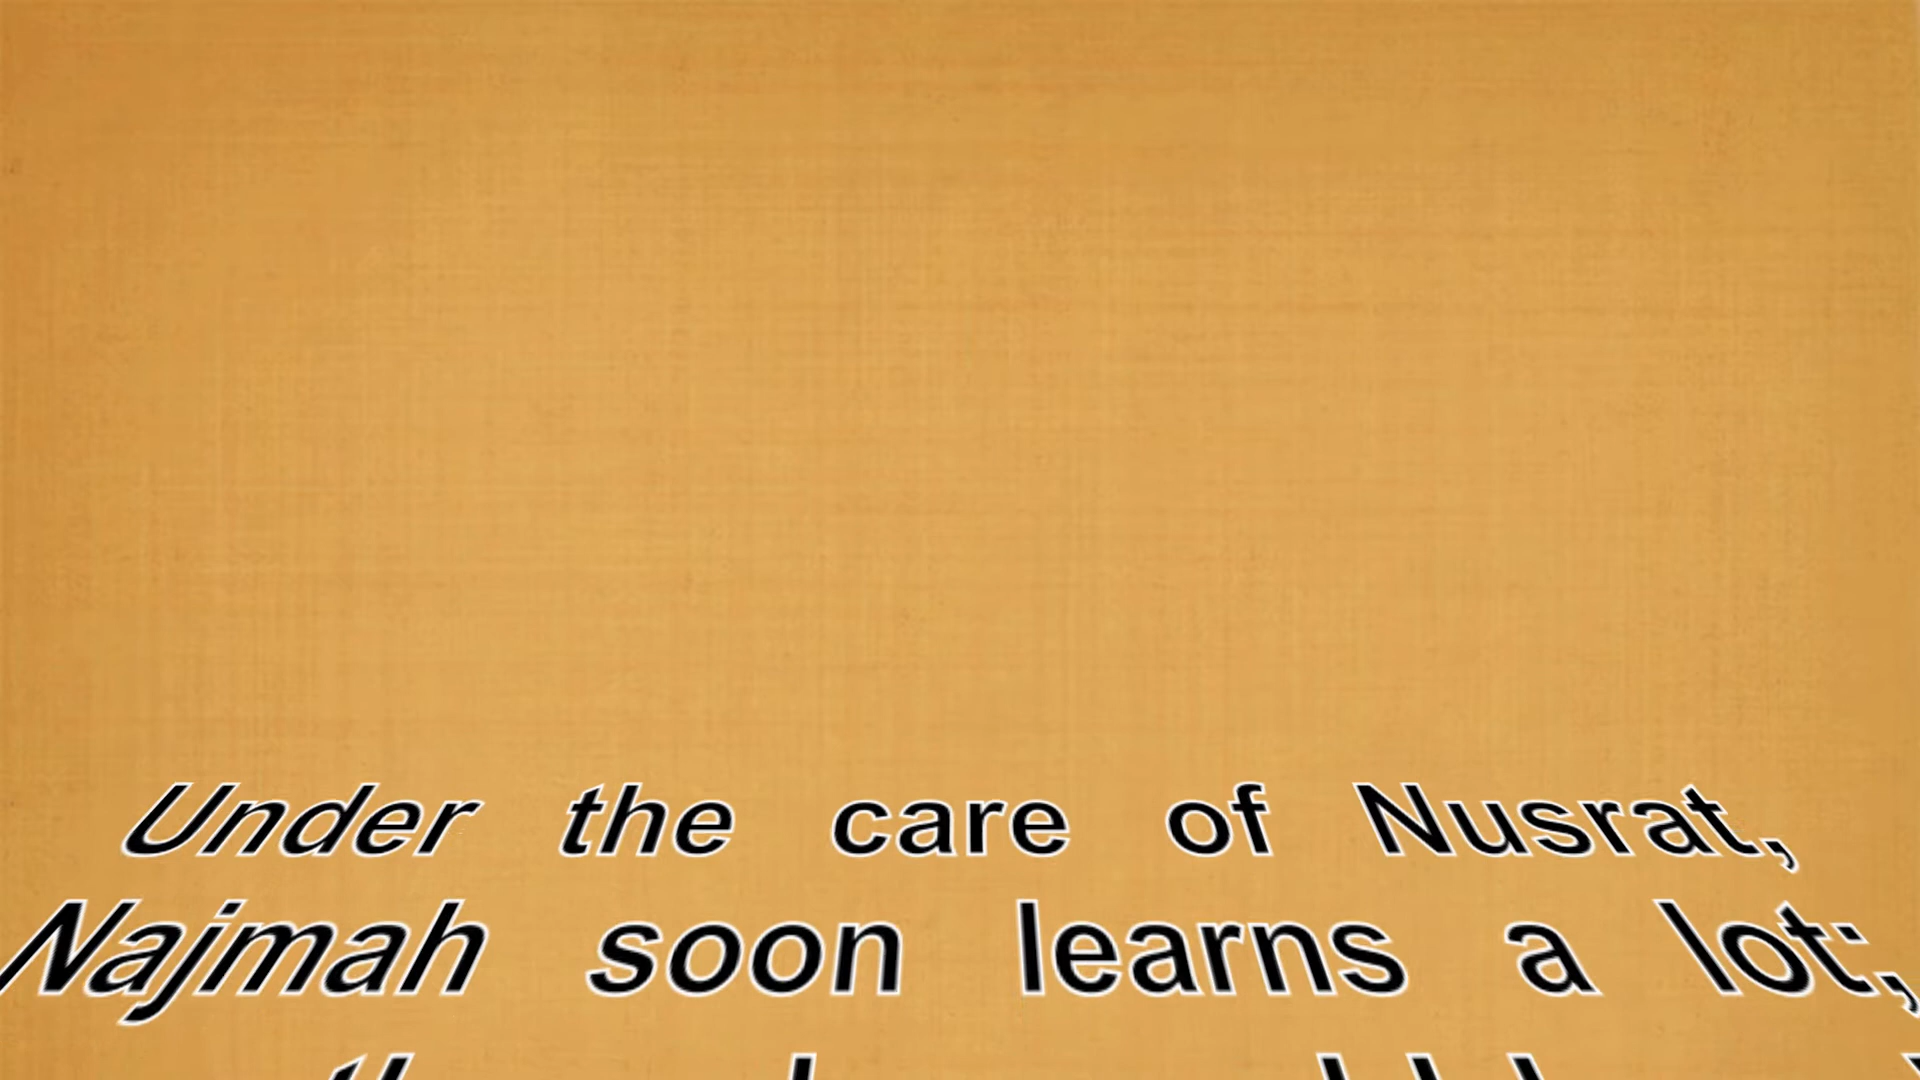 Under the care of Nusrat,
Najmah soon learns a lot;